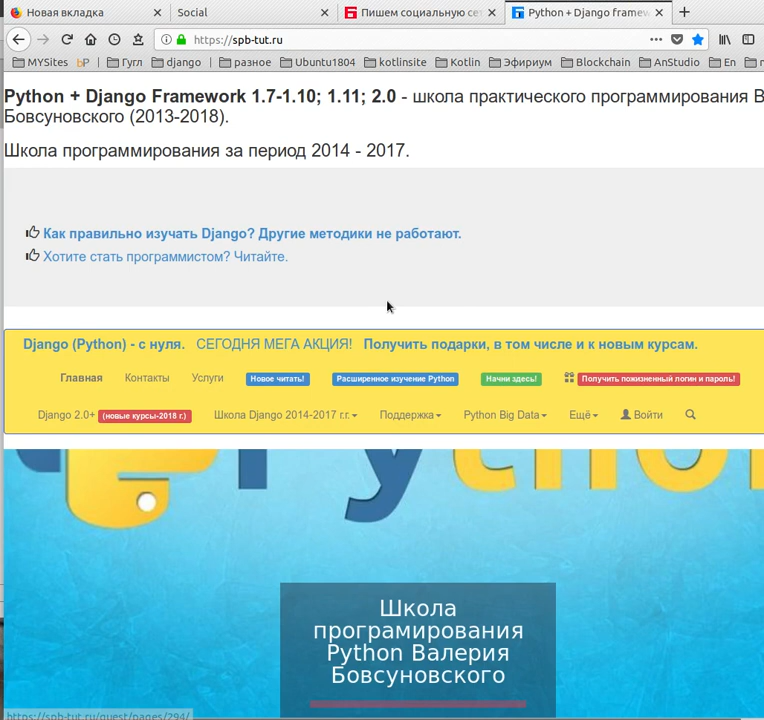 Новая вкладка
Social
Пишем социальную се
Python + Django framew
https://spb-tut.ru
MYSites
Гугл
django
разное
Ubuntu1804
kotlinsite
Kotlin
Эфириум
Blockchain
AnStudio
En
Python + Django Framework 1.7-1.10; 1.11; 2.0 - школа практического программирования В
Бовсуновского (2013-2018).
Школа программирования за период 2014 - 2017.
Как правильно изучать Django? Другие методики не работают.
Хотите стать программистом? Читайте.
Django (Python) - с нуля. СЕГОДНЯ МЕГА АКЦИЯ! Получить подарки, в том числе и к новым курсам.
Главная Контакты Услуги Новое читать! Расширенное изучение Python Начни здесь! Получить пожизненный логин и пароль!
Django 2.0+ (новые курсы-2018 г.) Школа Django 2014-2017 г.г. Поддержка Python Big Data Ещё Войти
Школа
програмирования
Python Валерия
Бовсуновского
https://spb-tut.ru/guest/pages/294/